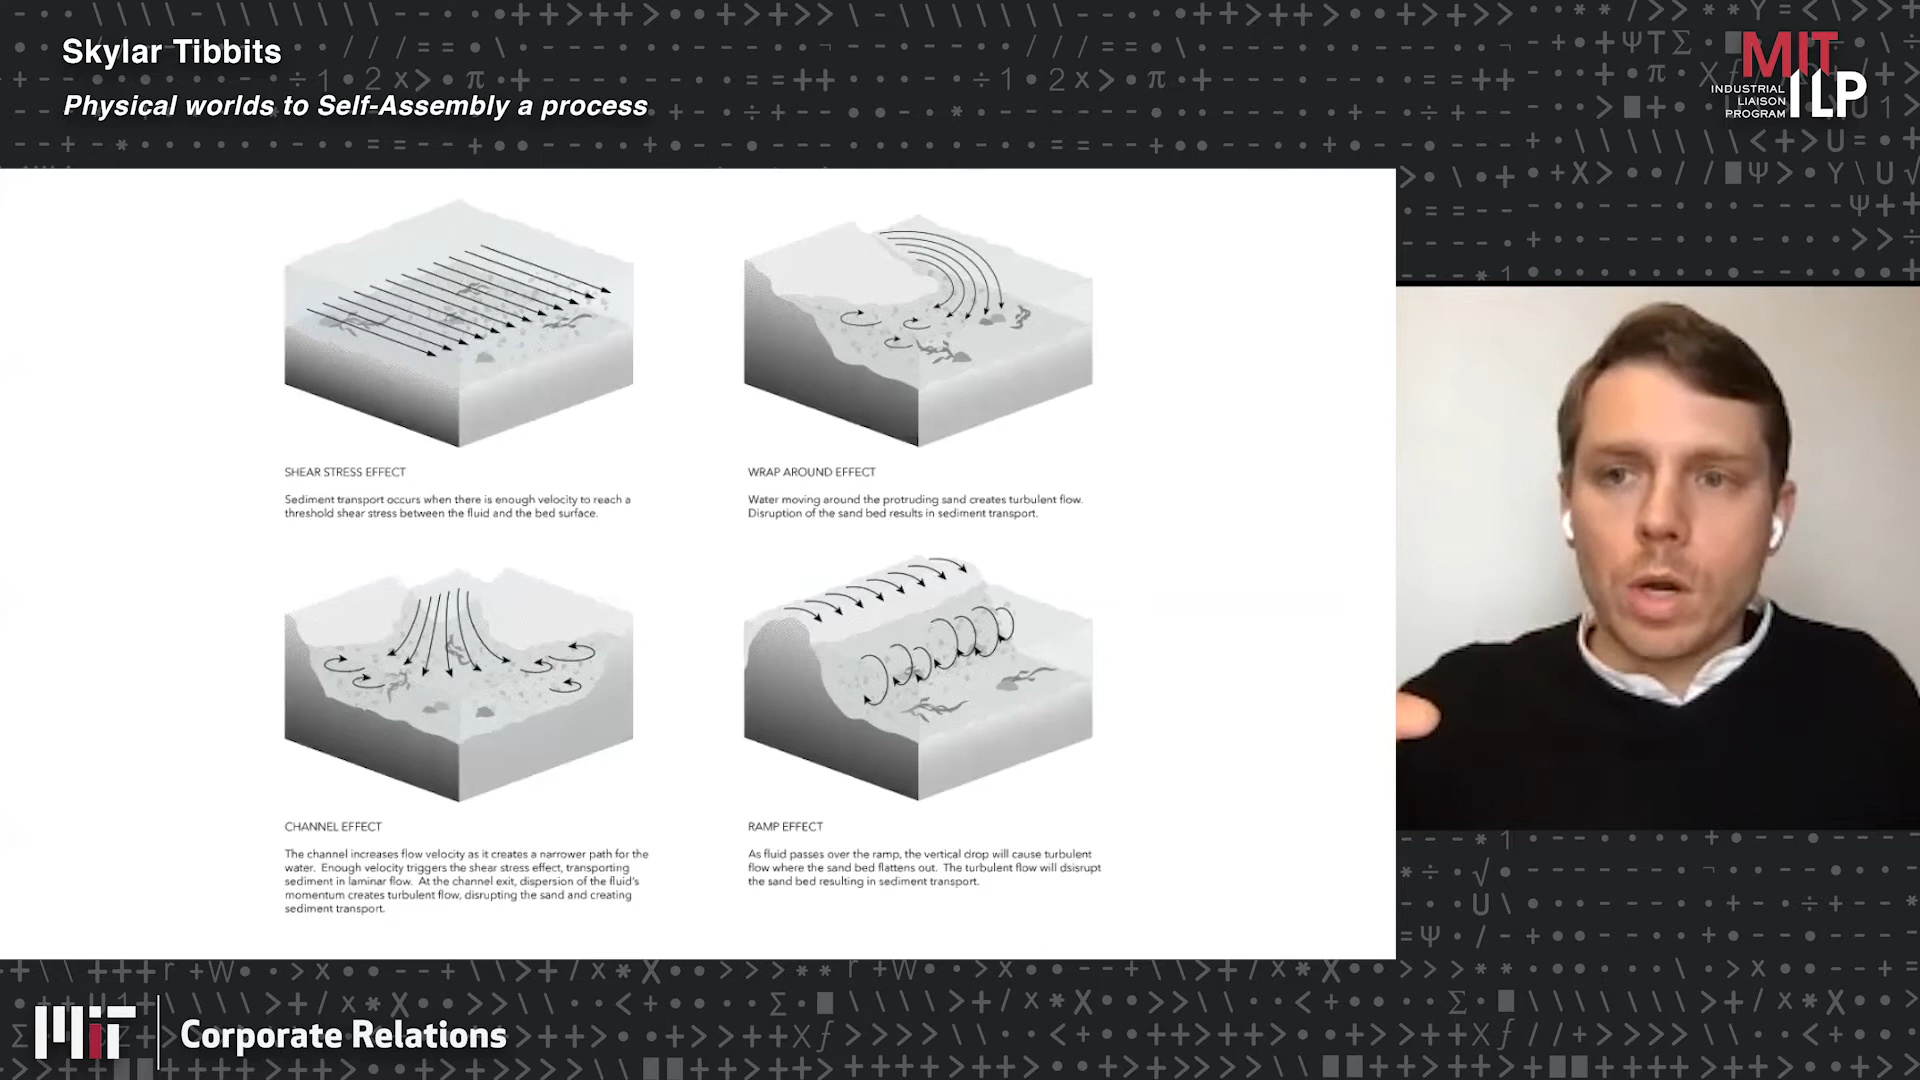 Skylar Tibbits
Physical worlds to Self-Assembly a process
MIT
ILP
INDUSTRIAL
LIAISON
PROGRAM
SHEAR STRESS EFFECT
Sediment transport occurs when there is enough velocity to reach a
threshold shear stress between the fluid and the bed surface.
WRAP AROUND EFFECT
Water moving around the protruding sand creates turbulent flow.
Disruption of the sand bed results in sediment transport.
CHANNEL EFFECT
The channel increases flow velocity as it creates a narrower path for the
water. Enough velocity triggers the shear stress effect, transporting
sediment in laminar flow. At the channel exit, dispersion of the fluid's
momentum creates turbulent flow, disrupting the sand and creating
sediment transport.
RAMP EFFECT
As fluid passes over the ramp, the vertical drop will cause turbulent
flow where the sand bed flattens out. The turbulent flow will dsisrupt
the sand bed resulting in sediment transport.
MIT
Corporate Relations